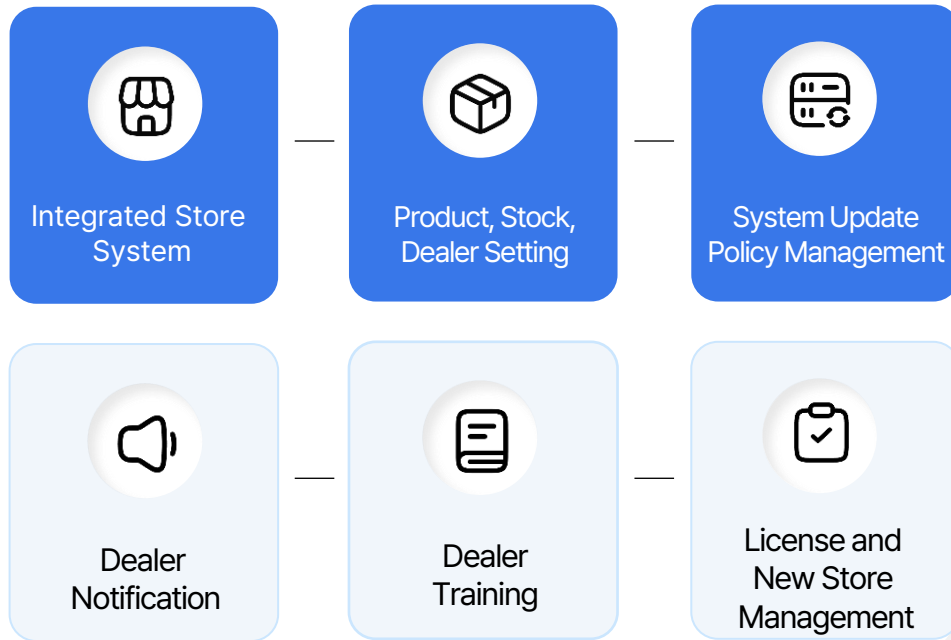 Integrated Store
System
Product, Stock,
Dealer Setting
System Update
Policy Management
Dealer
Notification
Dealer
Training
License and
New Store
Management